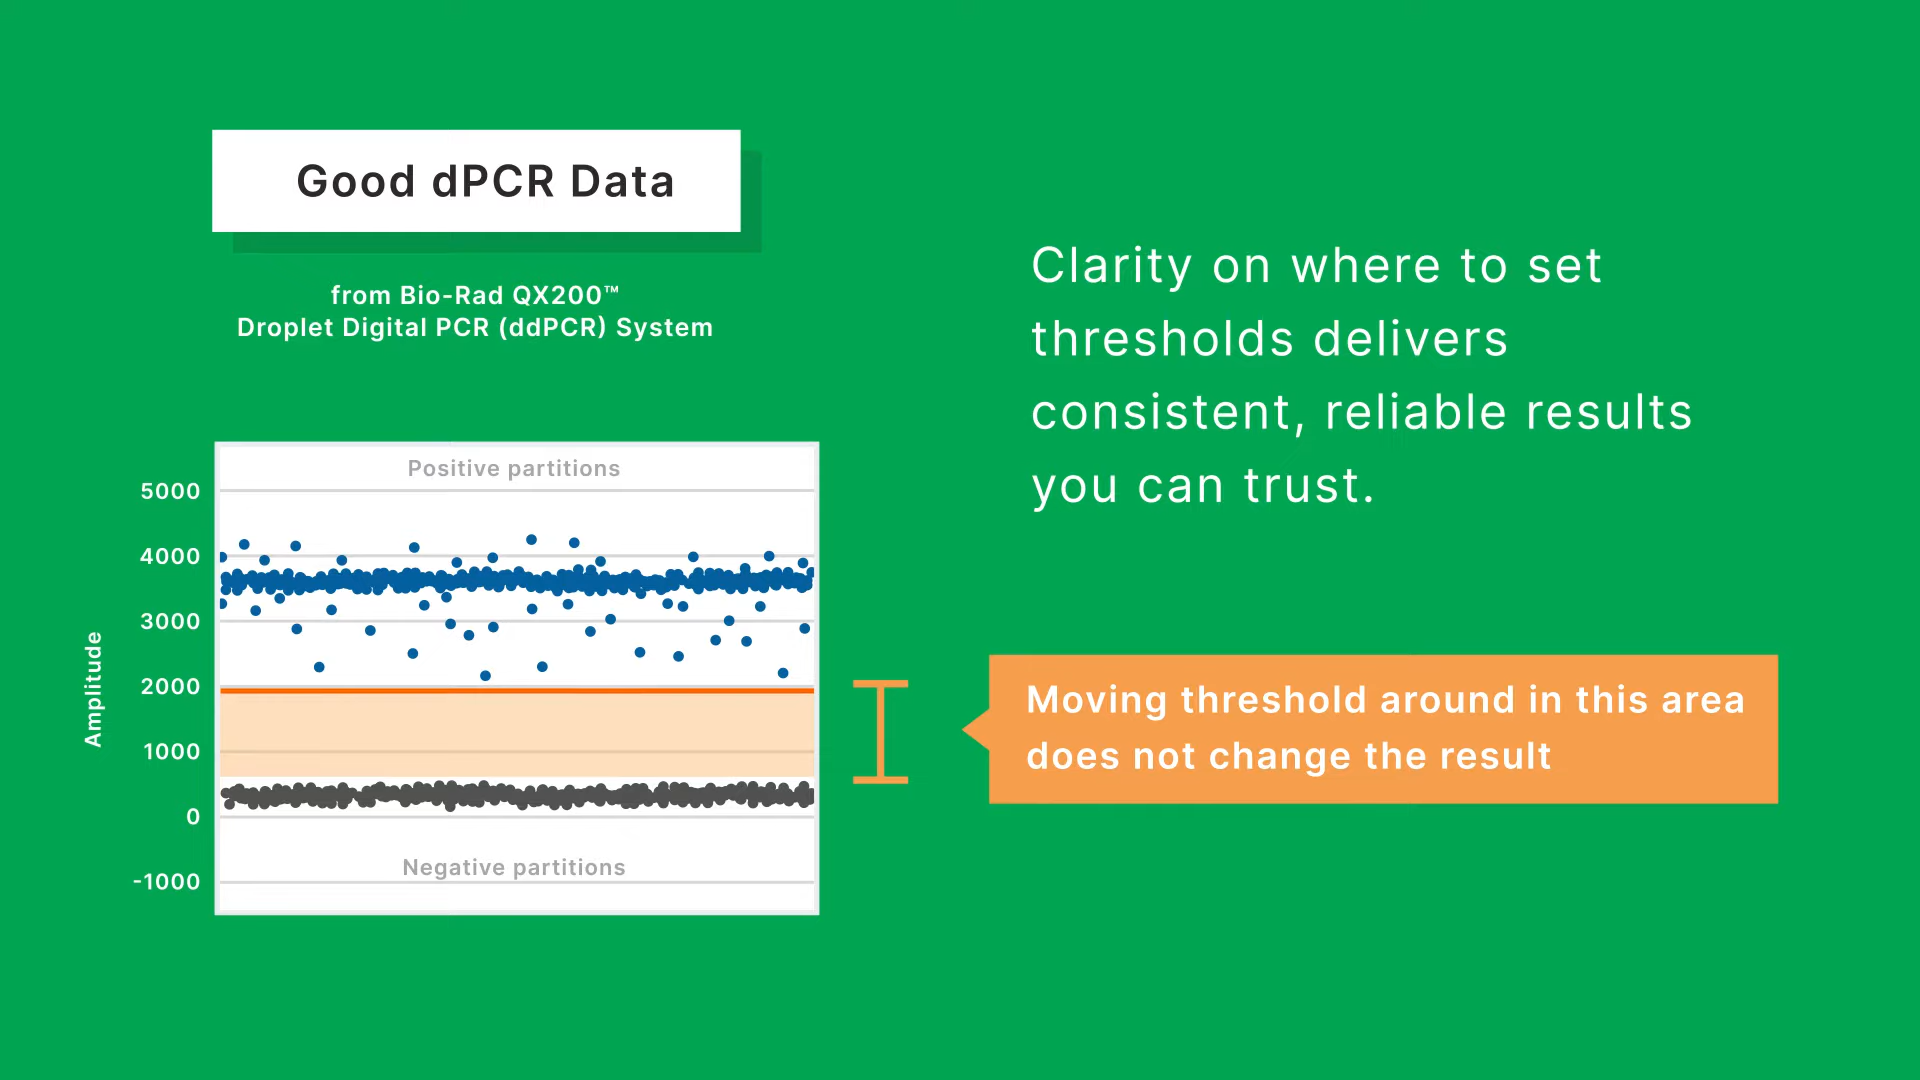 Good dPCR Data
from Bio-Rad QX200™
Droplet Digital PCR (ddPCR) System
Clarity on where to set
thresholds delivers
consistent, reliable results
you can trust.
Positive partitions
5000
4000
3000
2000
1000
0
-1000
Amplitude
Negative partitions
Moving threshold around in this area
does not change the result